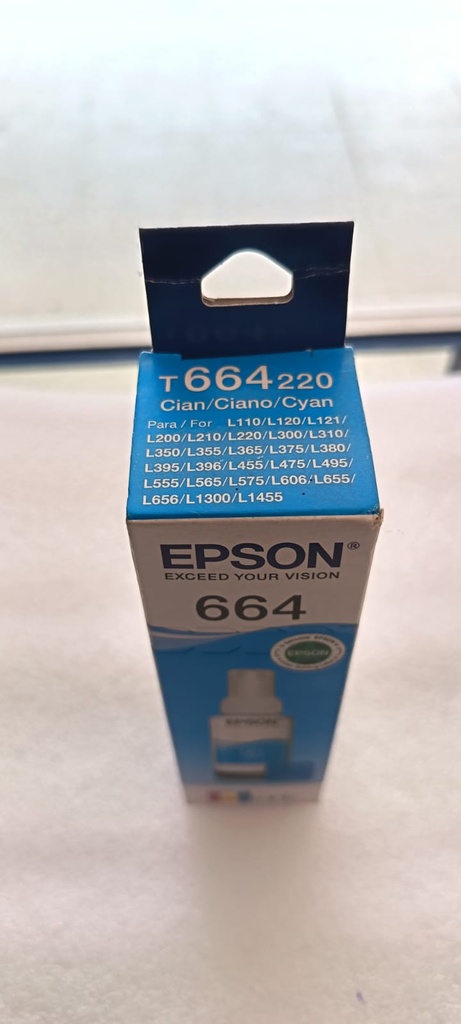 T664220
Cian/Ciano/Cyan
Para / For L110/L120/L121/
L200/L210/L220/L300/L310/
L350/L355/L365/L375/L380/
L395/L396/L455/L475/L495/
L555/L565/L575/L606/L655/
L656/L1300/L1455
EPSON®
EXCEED YOUR VISION
664
EPSON
EPSON